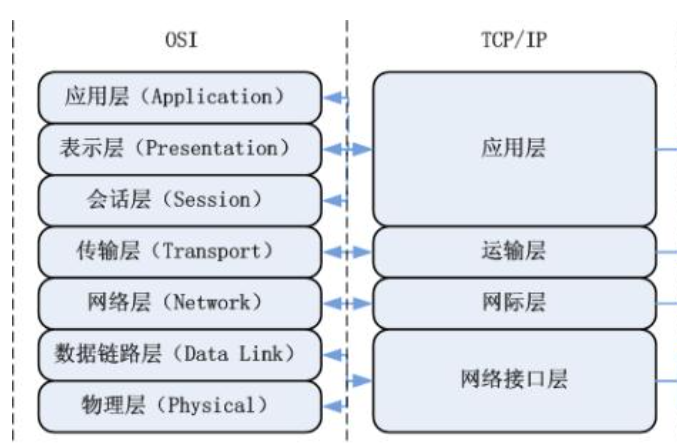 OSI
TCP/IP
应用层（Application）
表示层（Presentation）
会话层（Session）
传输层（Transport）
网络层（Network）
数据链路层（Data Link）
物理层（Physical）
应用层
运输层
网际层
网络接口层